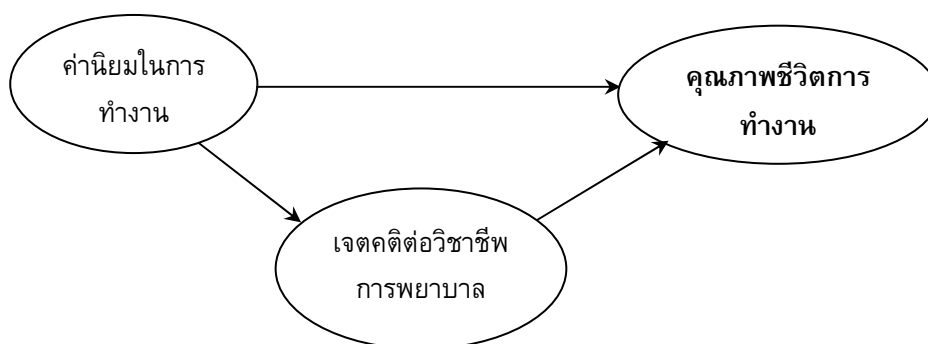 ค่านิยมในการ
ทำงาน
คุณภาพชีวิตการ
ทำงาน
เจตคติต่อวิชาชีพ
การพยาบาล